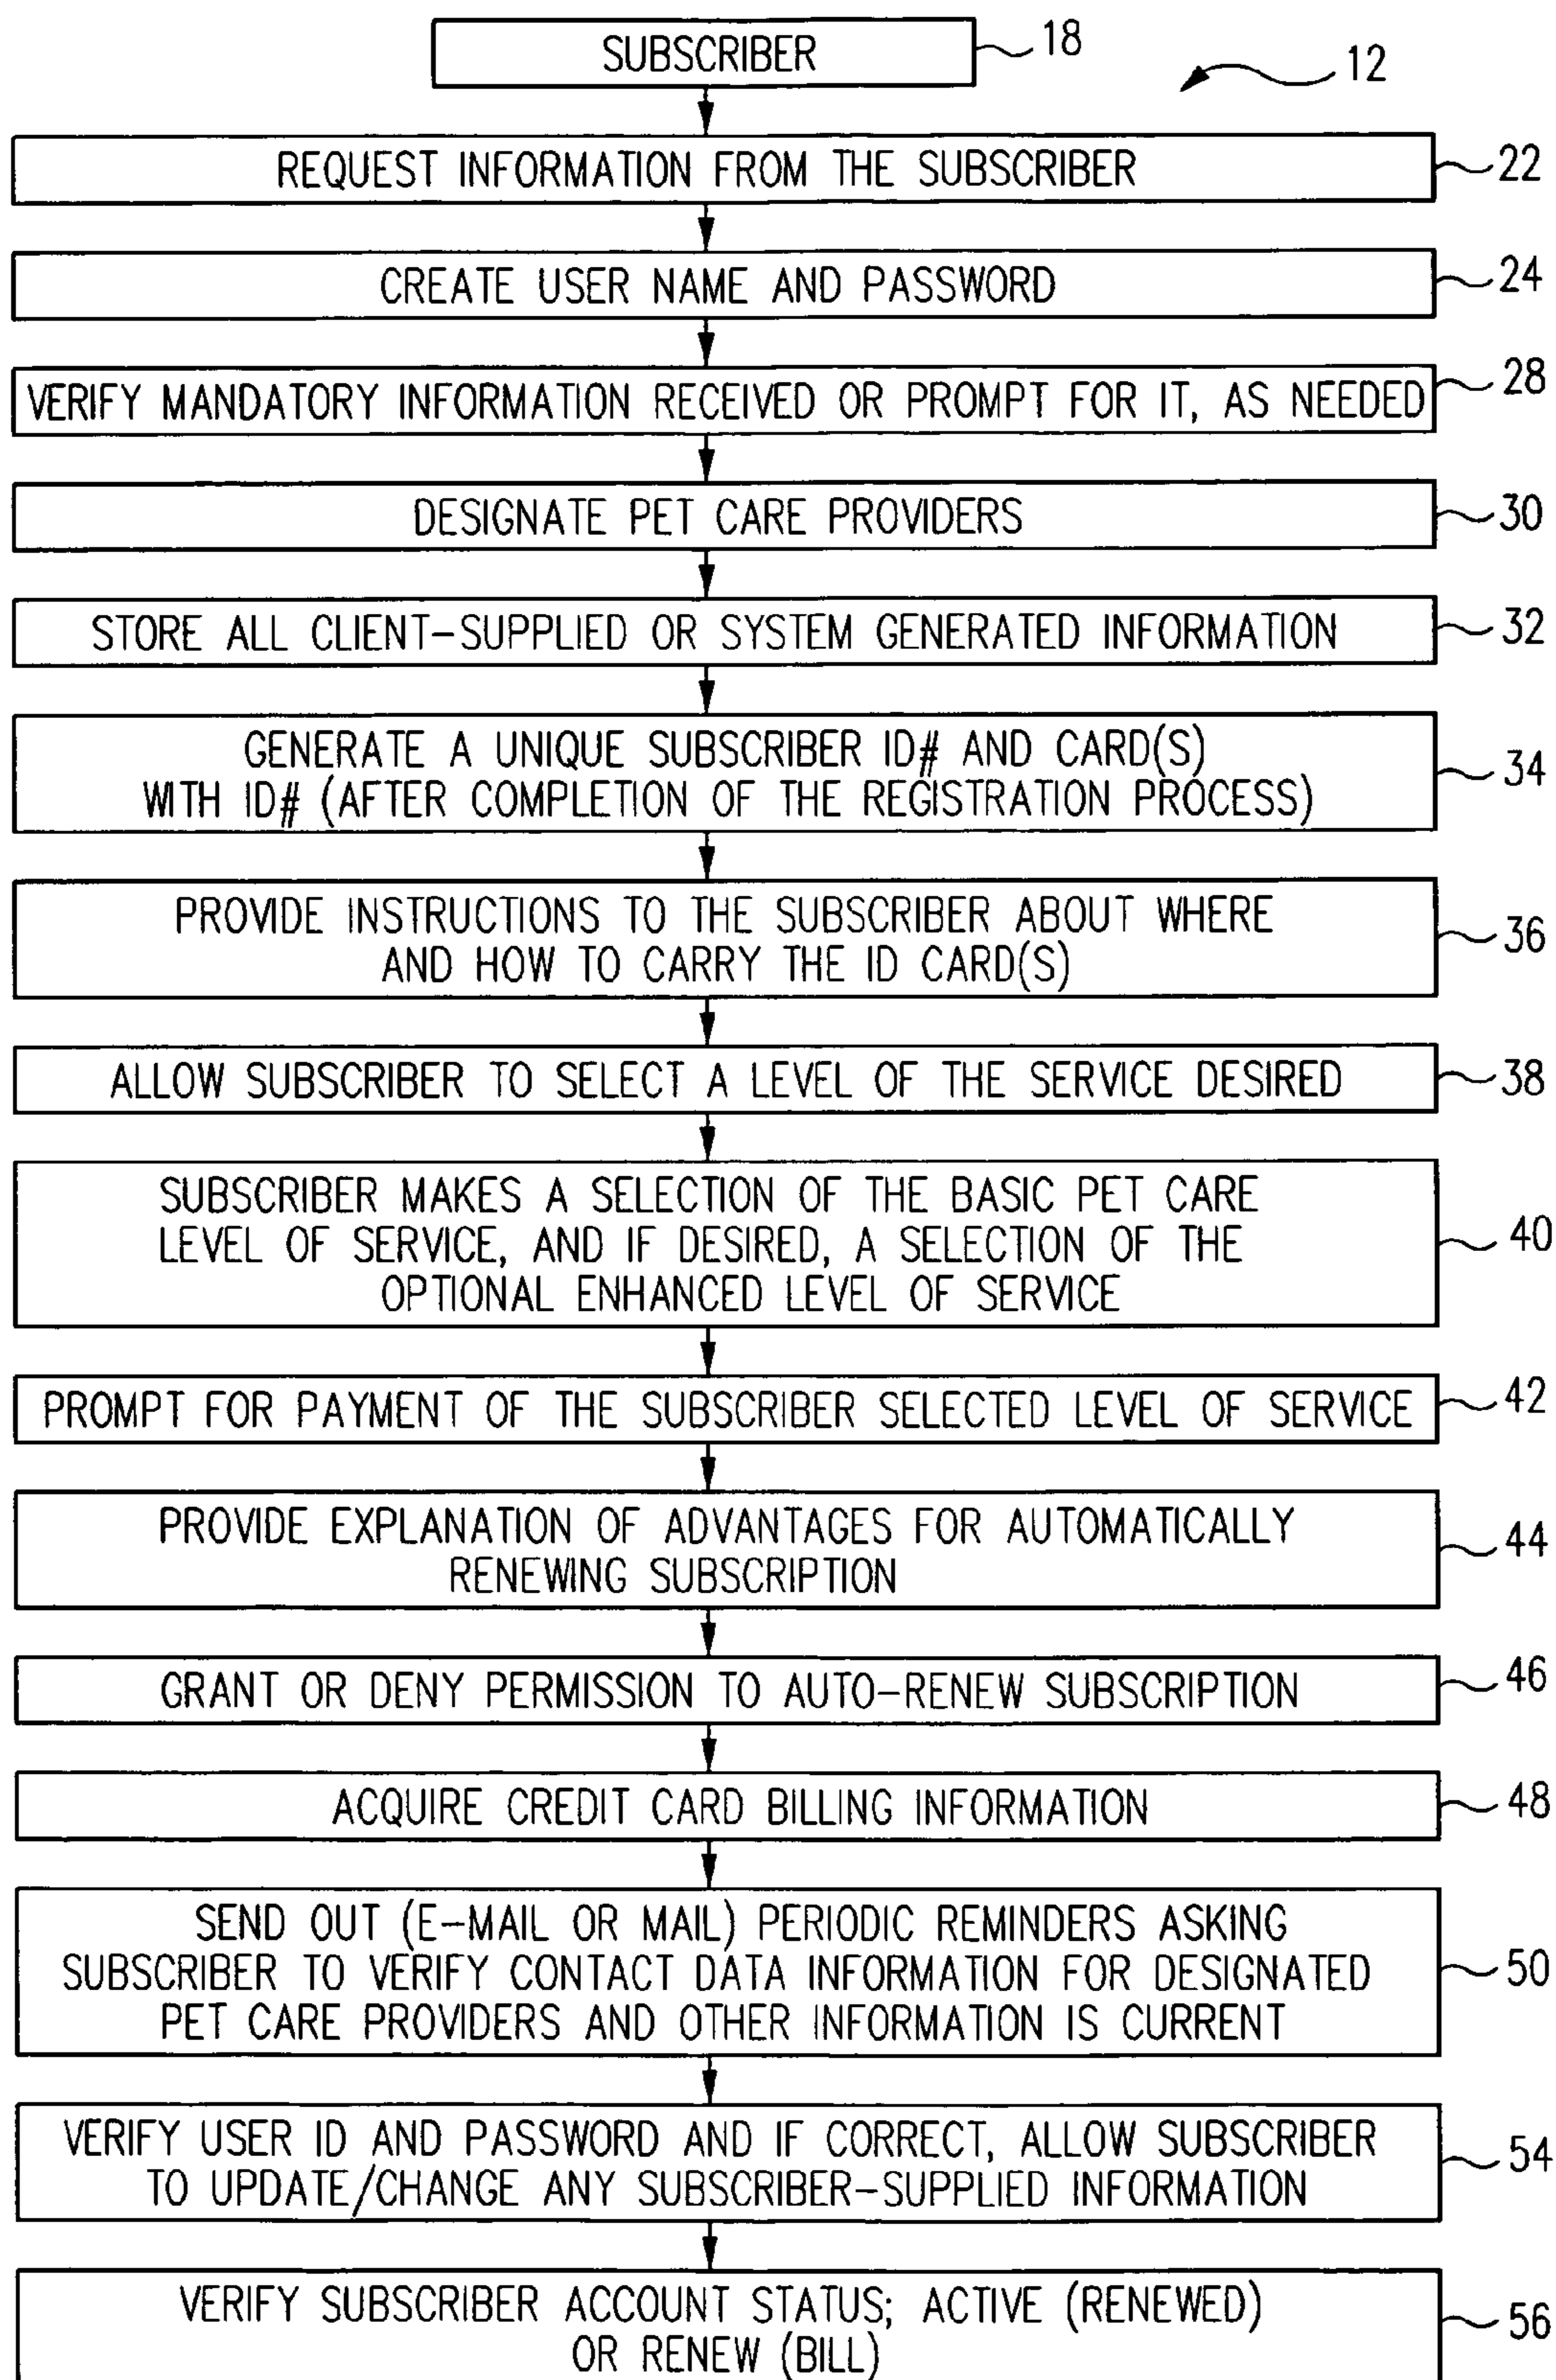 SUBSCRIBER
18
12
REQUEST INFORMATION FROM THE SUBSCRIBER
22
CREATE USER NAME AND PASSWORD
24
VERIFY MANDATORY INFORMATION RECEIVED OR PROMPT FOR IT, AS NEEDED
28
DESIGNATE PET CARE PROVIDERS
30
STORE ALL CLIENT-SUPPLIED OR SYSTEM GENERATED INFORMATION
32
GENERATE A UNIQUE SUBSCRIBER ID# AND CARD(S)
WITH ID# (AFTER COMPLETION OF THE REGISTRATION PROCESS)
34
PROVIDE INSTRUCTIONS TO THE SUBSCRIBER ABOUT WHERE
AND HOW TO CARRY THE ID CARD(S)
36
ALLOW SUBSCRIBER TO SELECT A LEVEL OF THE SERVICE DESIRED
38
SUBSCRIBER MAKES A SELECTION OF THE BASIC PET CARE
LEVEL OF SERVICE, AND IF DESIRED, A SELECTION OF THE
OPTIONAL ENHANCED LEVEL OF SERVICE
40
PROMPT FOR PAYMENT OF THE SUBSCRIBER SELECTED LEVEL OF SERVICE
42
PROVIDE EXPLANATION OF ADVANTAGES FOR AUTOMATICALLY
RENEWING SUBSCRIPTION
44
GRANT OR DENY PERMISSION TO AUTO-RENEW SUBSCRIPTION
46
ACQUIRE CREDIT CARD BILLING INFORMATION
48
SEND OUT (E-MAIL OR MAIL) PERIODIC REMINDERS ASKING
SUBSCRIBER TO VERIFY CONTACT DATA INFORMATION FOR DESIGNATED
PET CARE PROVIDERS AND OTHER INFORMATION IS CURRENT
50
VERIFY USER ID AND PASSWORD AND IF CORRECT, ALLOW SUBSCRIBER
TO UPDATE/CHANGE ANY SUBSCRIBER-SUPPLIED INFORMATION
54
VERIFY SUBSCRIBER ACCOUNT STATUS; ACTIVE (RENEWED)
OR RENEW (BILL)
56